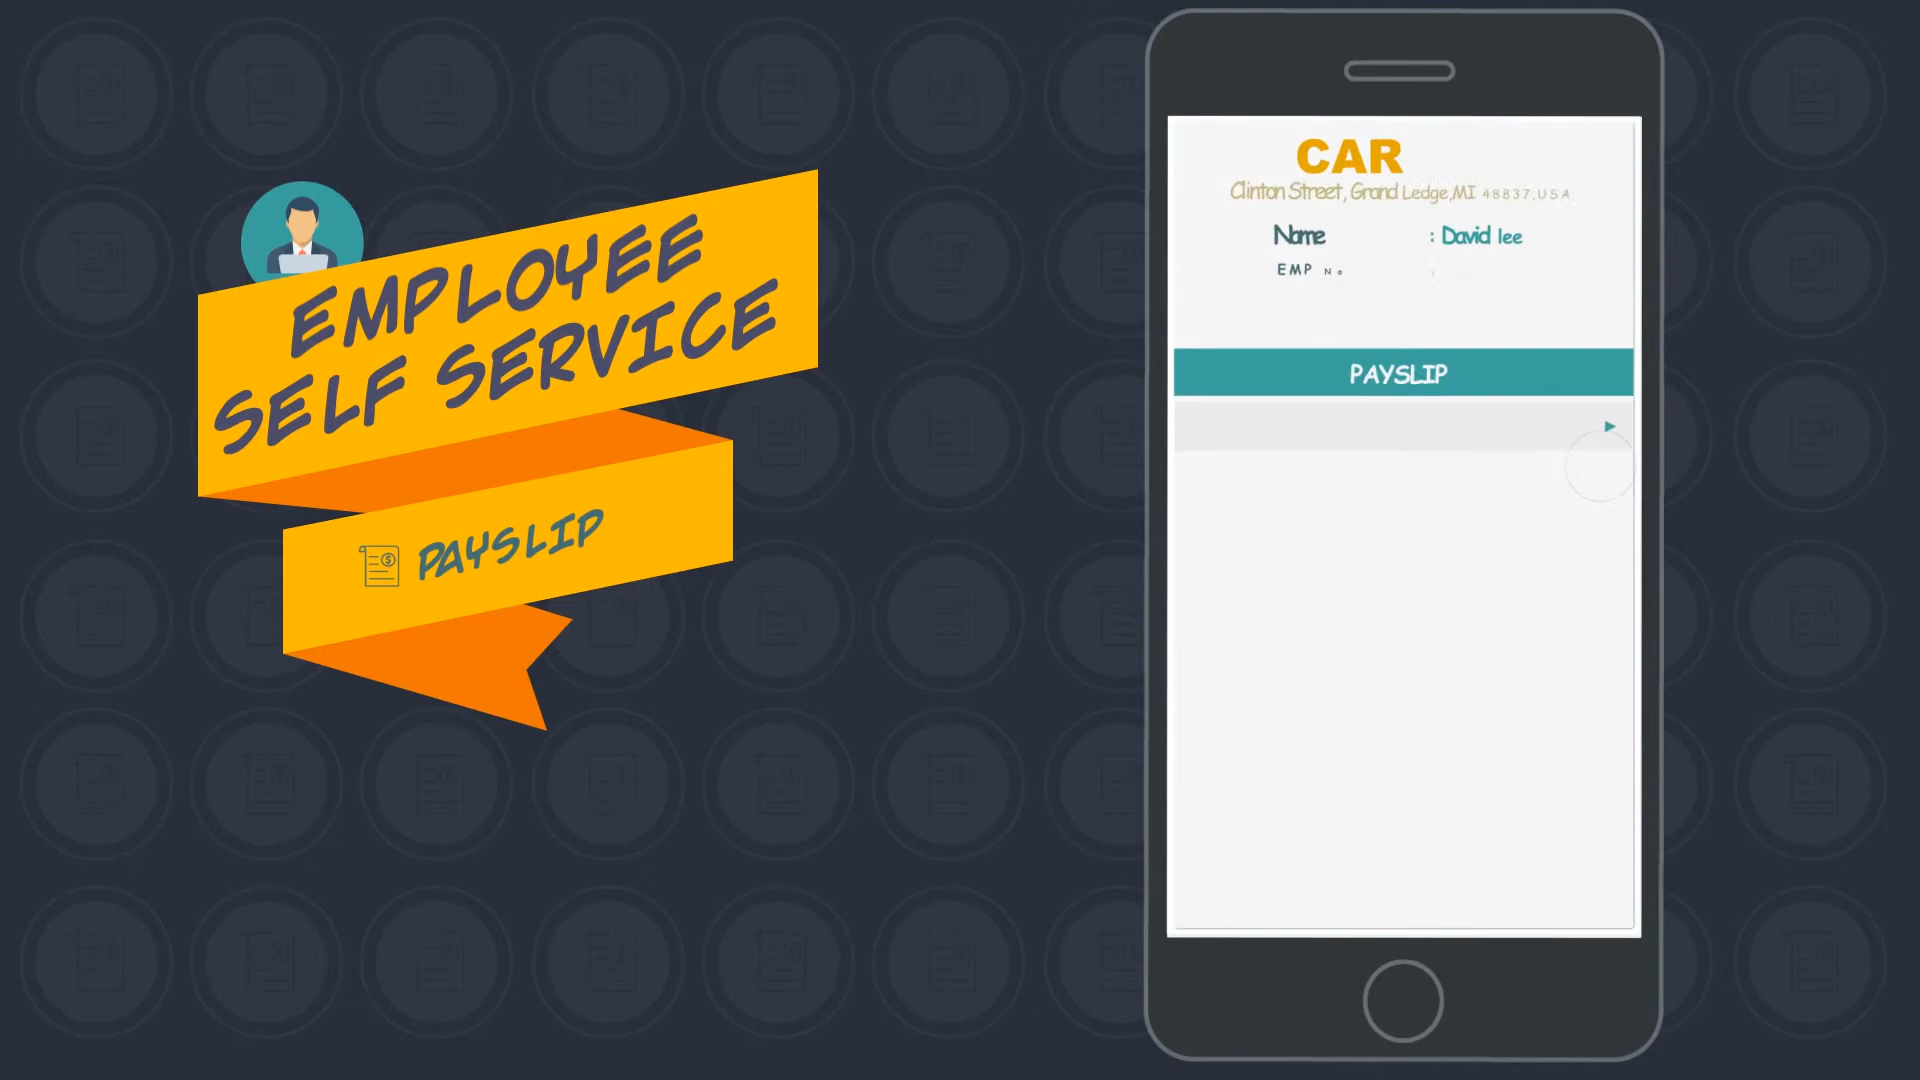 EMPLOYEE
SELF SERVICE
PAYSLIP
CAR
Clinton Street, Grand Ledge,MI 48837,USA
Name : David lee
EMP No :
PAYSLIP